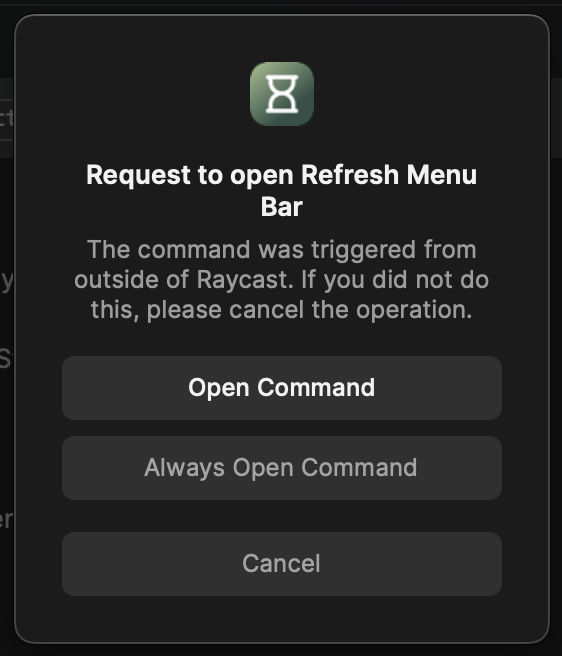 Request to open Refresh Menu
Bar
The command was triggered from
outside of Raycast. If you did not do
this, please cancel the operation.
Open Command
Always Open Command
Cancel